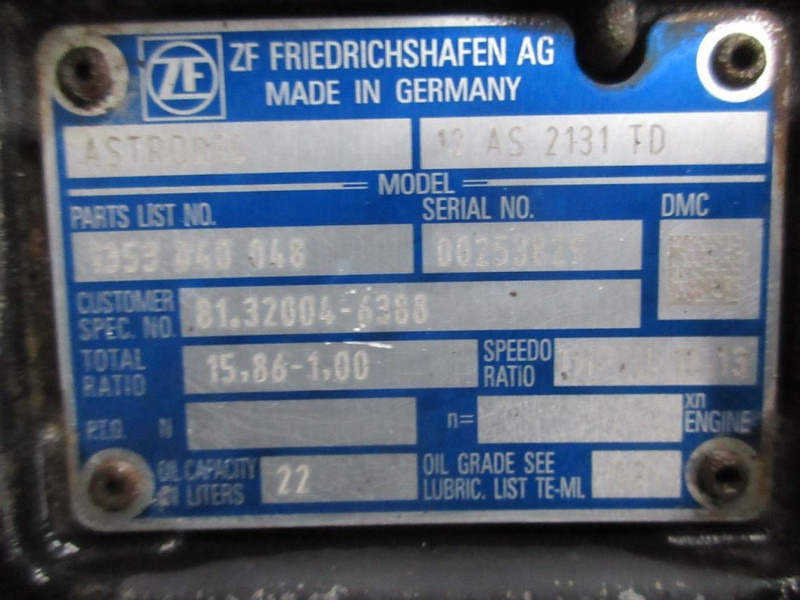 ZF ZF FRIEDRICHSHAFEN AG
MADE IN GERMANY
12 AS 2131 TD
MODEL
PARTS LIST NO. SERIAL NO. DMC
048
CUSTOMER
SPEC. NO. 81.32004-6388
TOTAL
RATIO 15,86-1,00 SPEEDO
RATIO
P.T.O. N n= xn
ENGINE
OIL CAPACITY
LITERS 22 OIL GRADE SEE
LUBRIC. LIST TE-ML